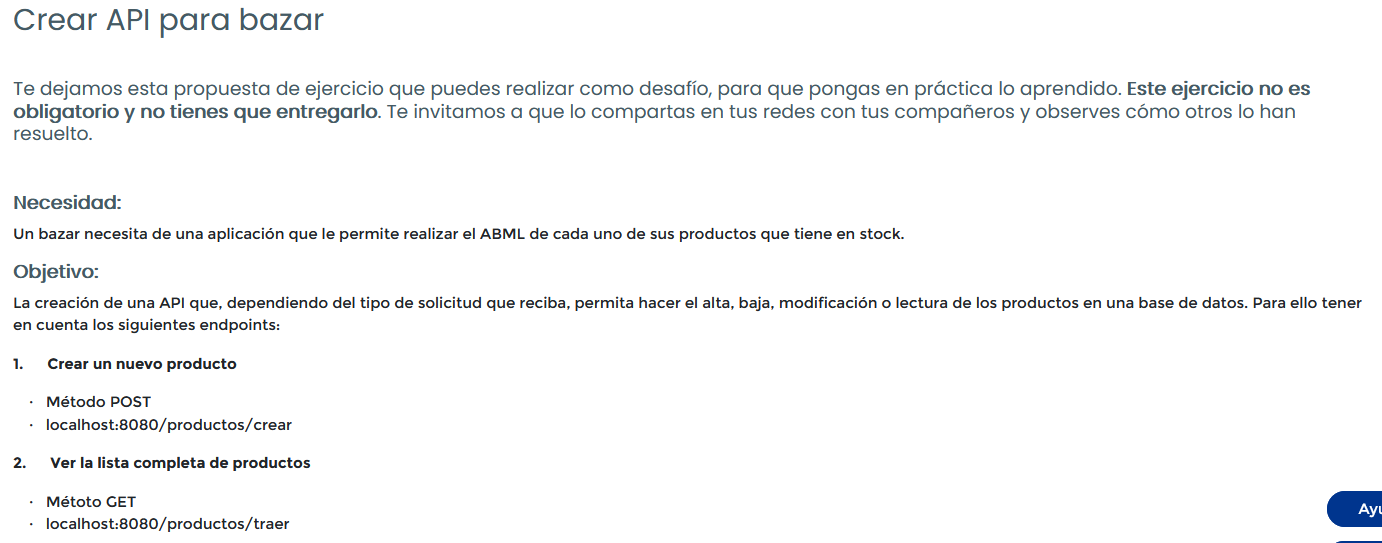 Crear API para bazar
Te dejamos esta propuesta de ejercicio que puedes realizar como desafío, para que pongas en práctica lo aprendido. Este ejercicio no es
obligatorio y no tienes que entregarlo. Te invitamos a que lo compartas en tus redes con tus compañeros y observes cómo otros lo han
resuelto.
Necesidad:
Un bazar necesita de una aplicación que le permite realizar el ABML de cada uno de sus productos que tiene en stock.
Objetivo:
La creación de una API que, dependiendo del tipo de solicitud que reciba, permita hacer el alta, baja, modificación o lectura de los productos en una base de datos. Para ello tener
en cuenta los siguientes endpoints:
1. Crear un nuevo producto
· Método POST
· localhost:8080/productos/crear
2. Ver la lista completa de productos
· Métoto GET
· localhost:8080/productos/traer